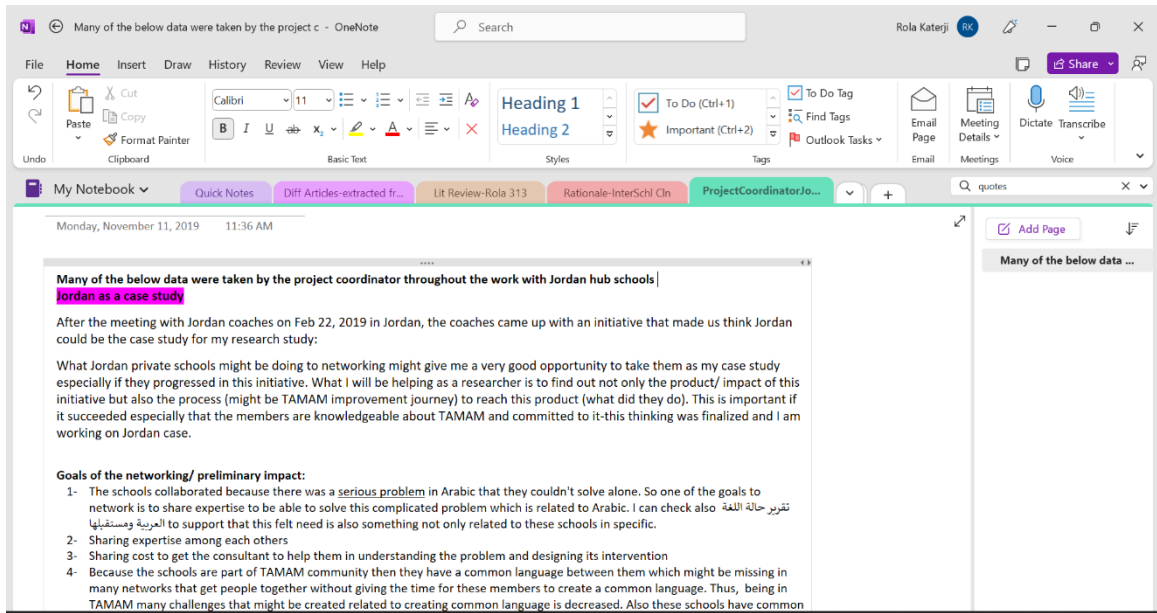 Many of the below data were taken by the project c - OneNote
Search
Rola Katerji
RK
File Home Insert Draw History Review View Help
Share
Paste
Cut
Copy
Format Painter
Calibri 11
B I U ab x₂ A
Heading 1
Heading 2
To Do (Ctrl+1)
Important (Ctrl+2)
To Do Tag
Find Tags
Outlook Tasks
Email Page
Meeting Details
Dictate Transcribe
Undo Clipboard Basic Text Styles Tags Email Meetings Voice
My Notebook Quick Notes Diff Articles-extracted fr... Lit Review-Rola 313 Rationale-InterSchl Cln ProjectCoordinatorJo... quotes
Monday, November 11, 2019 11:36 AM
Add Page
Many of the below data ...
Many of the below data were taken by the project coordinator throughout the work with Jordan hub schools
Jordan as a case study
After the meeting with Jordan coaches on Feb 22, 2019 in Jordan, the coaches came up with an initiative that made us think Jordan
could be the case study for my research study:
What Jordan private schools might be doing to networking might give me a very good opportunity to take them as my case study
especially if they progressed in this initiative. What I will be helping as a researcher is to find out not only the product/ impact of this
initiative but also the process (might be TAMAM improvement journey) to reach this product (what did they do). This is important if
it succeeded especially that the members are knowledgeable about TAMAM and committed to it-this thinking was finalized and I am
working on Jordan case.
Goals of the networking/ preliminary impact:
1- The schools collaborated because there was a serious problem in Arabic that they couldn't solve alone. So one of the goals to
network is to share expertise to be able to solve this complicated problem which is related to Arabic. I can check also تقرير حالة اللغة
العربية ومستقبلها to support that this felt need is also something not only related to these schools in specific.
2- Sharing expertise among each others
3- Sharing cost to get the consultant to help them in understanding the problem and designing its intervention
4- Because the schools are part of TAMAM community then they have a common language between them which might be missing in
many networks that get people together without giving the time for these members to create a common language. Thus, being in
TAMAM many challenges that might be created related to creating common language is decreased. Also these schools have common